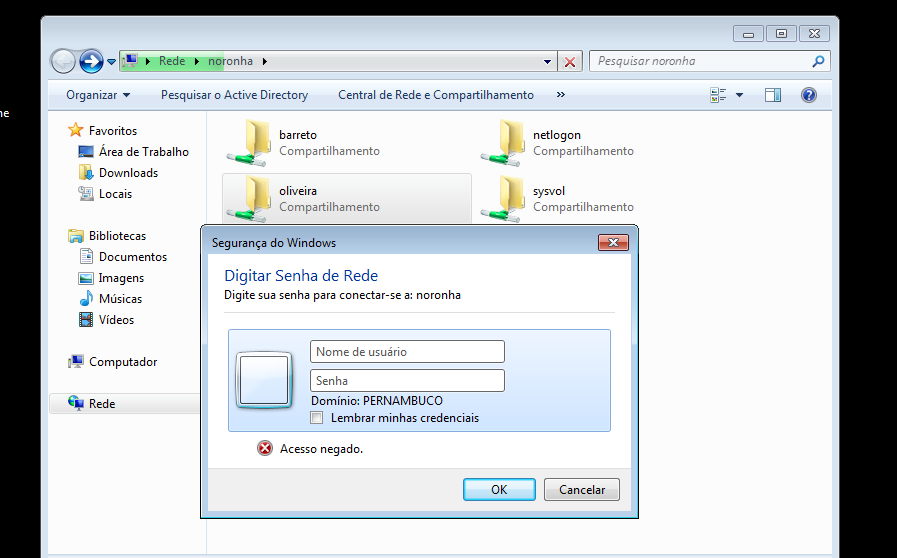 Rede noronha
Pesquisar noronha
Organizar Pesquisar o Active Directory Central de Rede e Compartilhamento »
ne
Favoritos
Área de Trabalho
Downloads
Locais
Bibliotecas
Documentos
Imagens
Músicas
Vídeos
Computador
Rede
barreto
Compartilhamento
netlogon
Compartilhamento
oliveira
Compartilhamento
sysvol
Compartilhamento
Segurança do Windows
Digitar Senha de Rede
Digite sua senha para conectar-se a: noronha
Nome de usuário
Senha
Domínio: PERNAMBUCO
Lembrar minhas credenciais
Acesso negado.
OK Cancelar